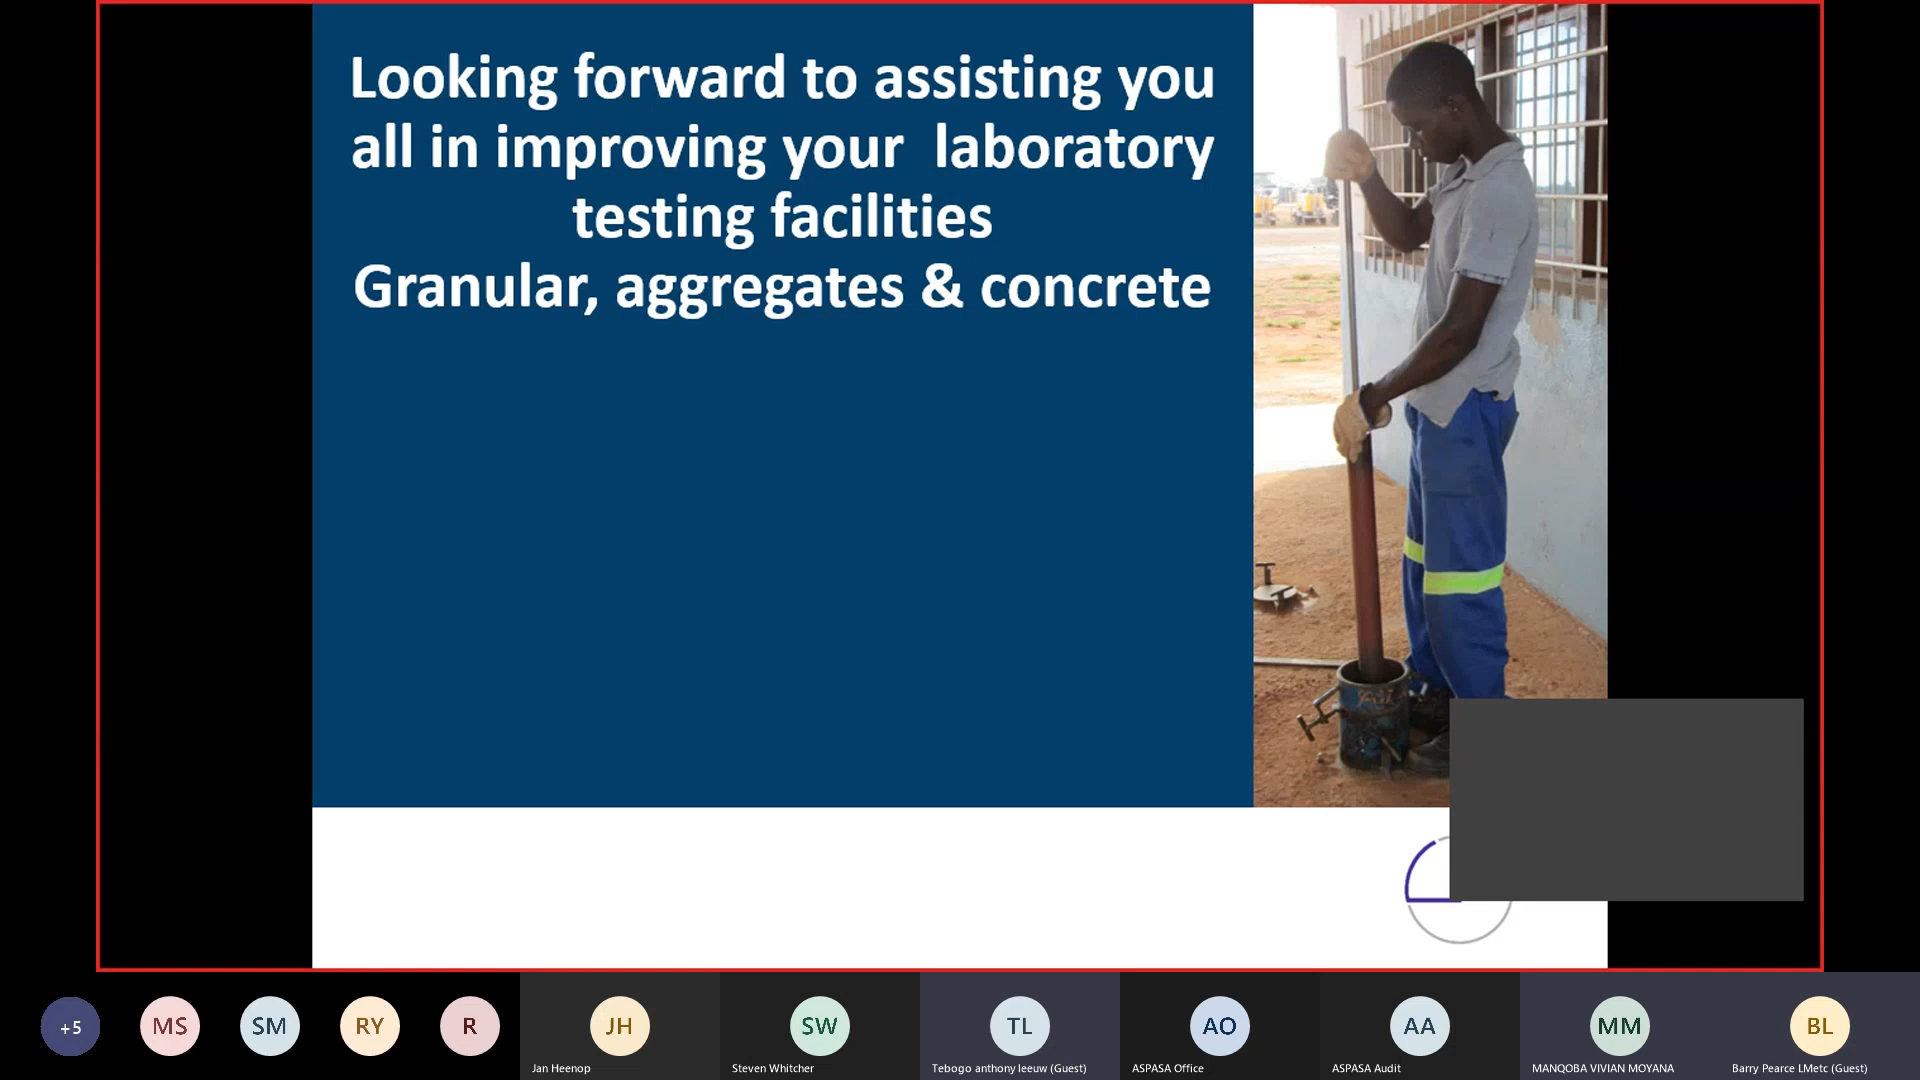 Looking forward to assisting you
all in improving your laboratory
testing facilities
Granular, aggregates & concrete
+5
MS
SM
RY
R
JH
SW
TL
AO
AA
MM
BL
Jan Heenop
Steven Whitcher
Tebogo anthony leeuw (Guest)
ASPASA Office
ASPASA Audit
MANQOBA VIVIAN MOYANA
Barry Pearce LMetc (Guest)